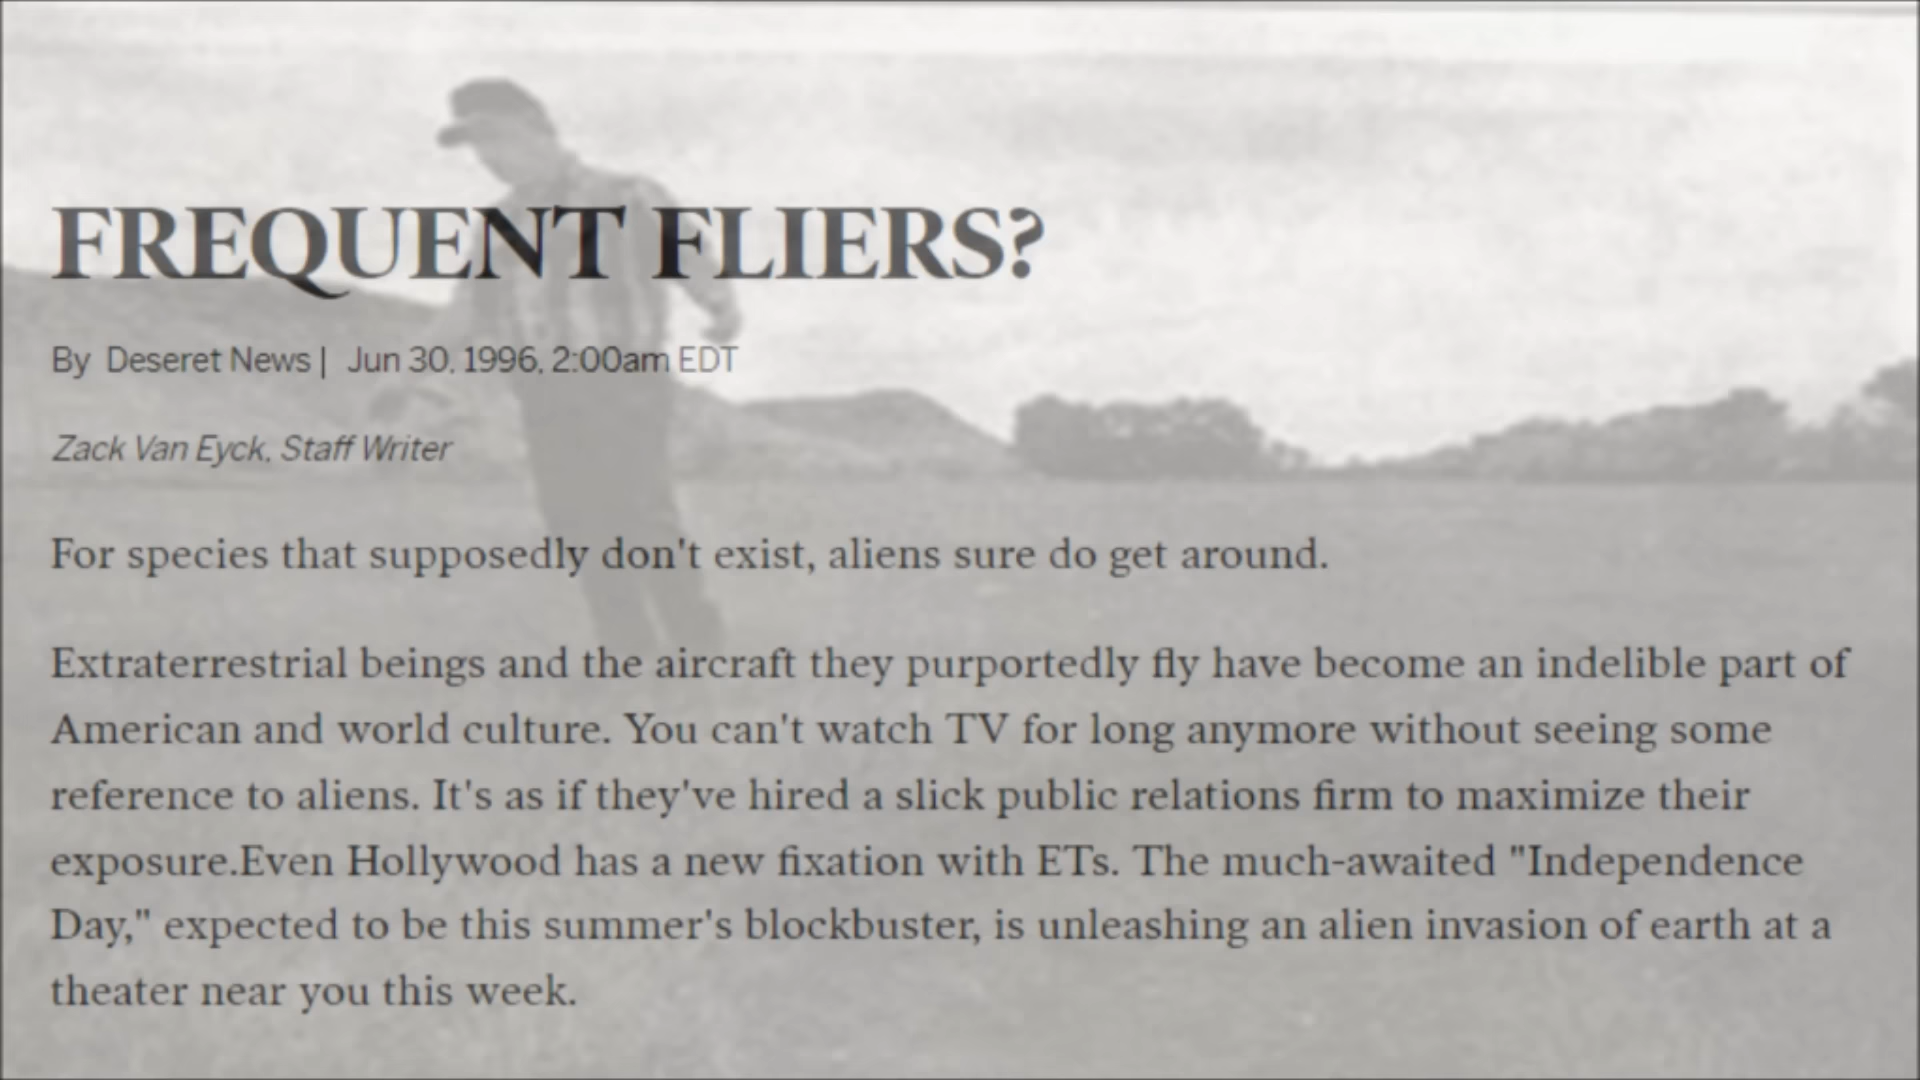 FREQUENT FLIERS?
By Deseret News | Jun 30, 1996, 2:00am EDT
Zack Van Eyck, Staff Writer
For species that supposedly don't exist, aliens sure do get around.
Extraterrestrial beings and the aircraft they purportedly fly have become an indelible part of
American and world culture. You can't watch TV for long anymore without seeing some
reference to aliens. It's as if they've hired a slick public relations firm to maximize their
exposure.Even Hollywood has a new fixation with ETs. The much-awaited "Independence
Day," expected to be this summer's blockbuster, is unleashing an alien invasion of earth at a
theater near you this week.